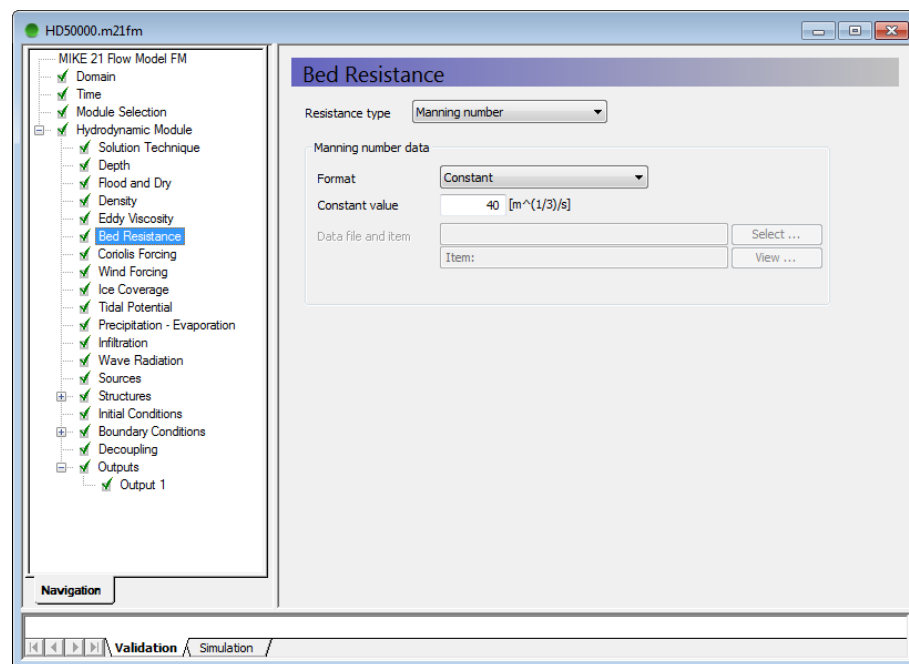 HD50000.m21fm
MIKE 21 Flow Model FM
Domain
Time
Module Selection
Hydrodynamic Module
Solution Technique
Depth
Flood and Dry
Density
Eddy Viscosity
Bed Resistance
Coriolis Forcing
Wind Forcing
Ice Coverage
Tidal Potential
Precipitation - Evaporation
Infiltration
Wave Radiation
Sources
Structures
Initial Conditions
Boundary Conditions
Decoupling
Outputs
Output 1
Navigation
Bed Resistance
Resistance type Manning number
Manning number data
Format Constant
Constant value 40 [m^(1/3)/s]
Data file and item Select ...
Item: View ...
Validation Simulation